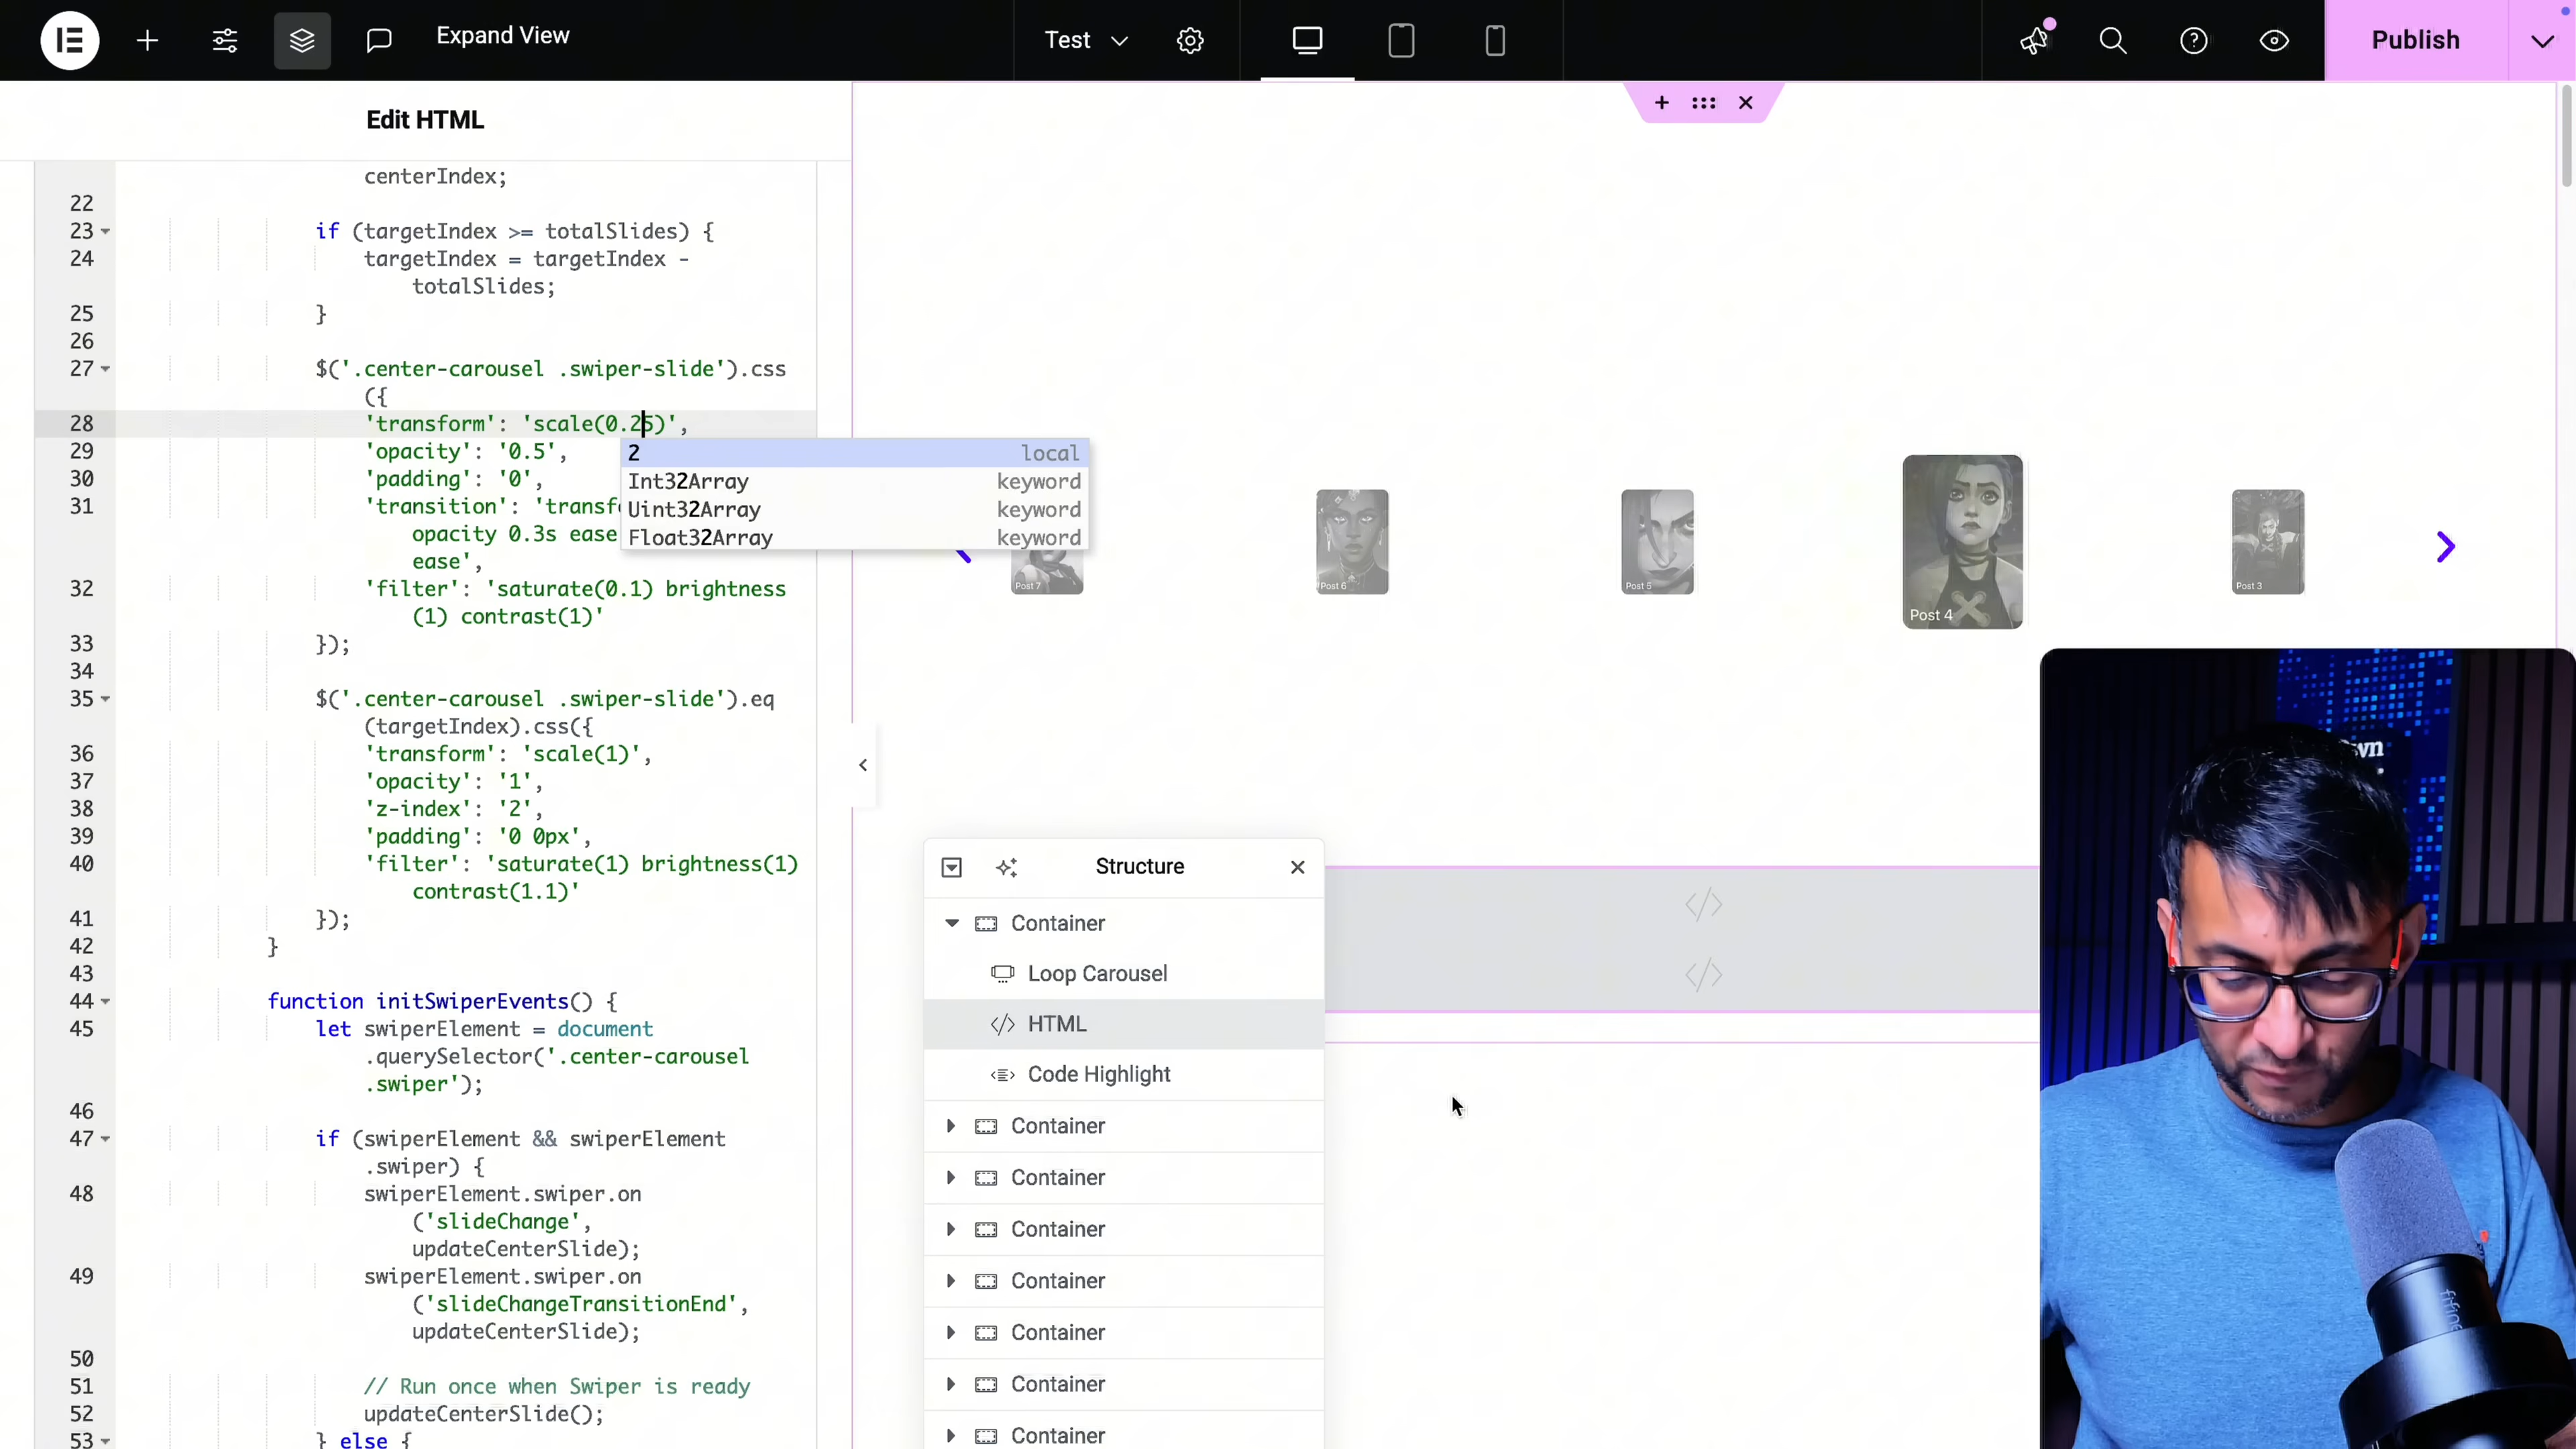 Expand View
Test
Publish
Edit HTML
centerIndex;
22
23 if (targetIndex >= totalSlides) {
24 targetIndex = targetIndex -
totalSlides;
25 }
26
27 $('.center-carousel .swiper-slide').css
({
28 'transform': 'scale(0.25)',
29 'opacity': '0.5',
30 'padding': '0',
31 'transition': 'transf
opacity 0.3s ease
ease',
32 'filter': 'saturate(0.1) brightness
(1) contrast(1)'
33 });
34
35 $('.center-carousel .swiper-slide').eq
(targetIndex).css({
36 'transform': 'scale(1)',
37 'opacity': '1',
38 'z-index': '2',
39 'padding': '0 0px',
40 'filter': 'saturate(1) brightness(1)
contrast(1.1)'
41 });
42 }
43
44 function initSwiperEvents() {
45 let swiperElement = document
.querySelector('.center-carousel
.swiper');
46
47 if (swiperElement && swiperElement
.swiper) {
48 swiperElement.swiper.on
('slideChange',
updateCenterSlide);
49 swiperElement.swiper.on
('slideChangeTransitionEnd',
updateCenterSlide);
50
51 // Run once when Swiper is ready
52 updateCenterSlide();
53 } else {
2 local
Int32Array keyword
Uint32Array keyword
Float32Array keyword
Post 7
Post 6
Post 5
Post 4
Post 3
Structure
Container
Loop Carousel
</> HTML
Code Highlight
Container
Container
Container
Container
Container
Container
Container
</>
</>